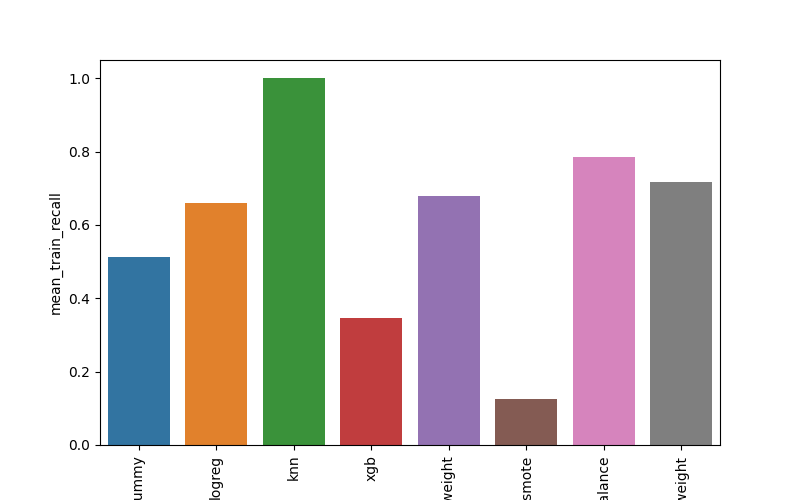 1.0
0.8
0.6
0.4
0.2
0.0
mean_train_recall
ummy
logreg
knn
xgb
weight
smote
alance
weight